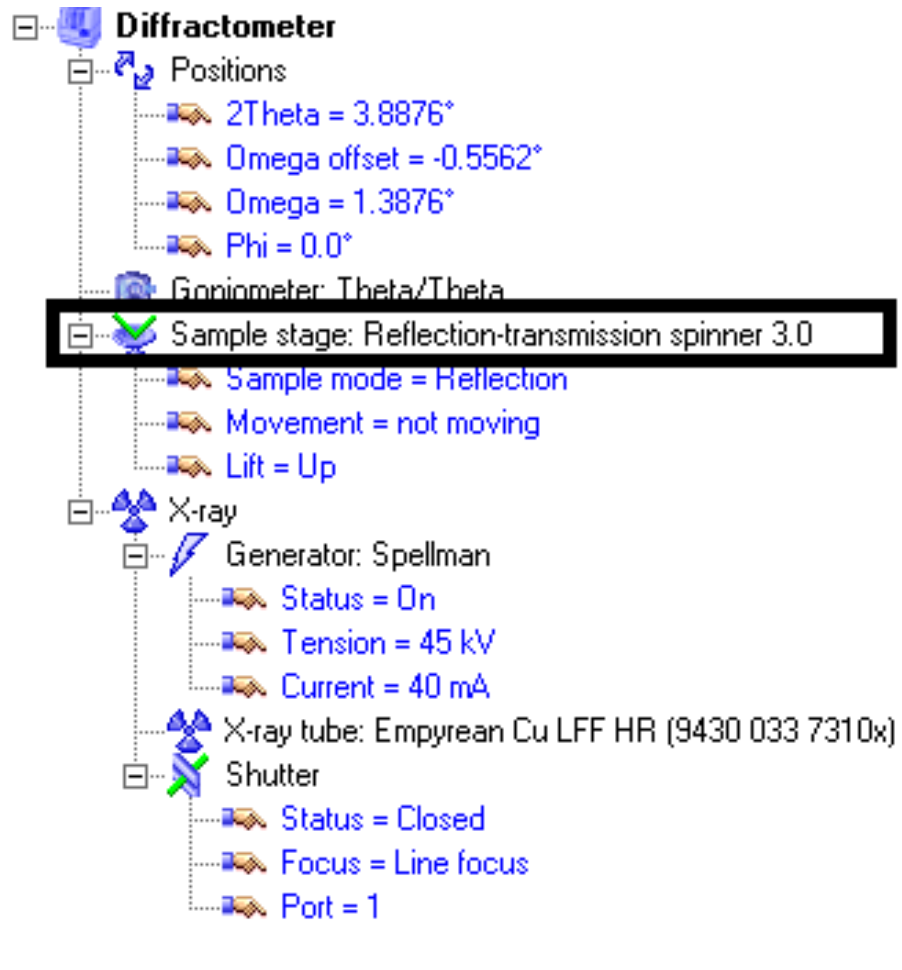 Diffractometer
Positions
2Theta = 3.8876°
Omega offset = -0.5562°
Omega = 1.3876°
Phi = 0.0°
Goniometer: Theta/Theta
Sample stage: Reflection-transmission spinner 3.0
Sample mode = Reflection
Movement = not moving
Lift = Up
X-ray
Generator: Spellman
Status = On
Tension = 45 kV
Current = 40 mA
X-ray tube: Empyrean Cu LFF HR (9430 033 7310x)
Shutter
Status = Closed
Focus = Line focus
Port = 1